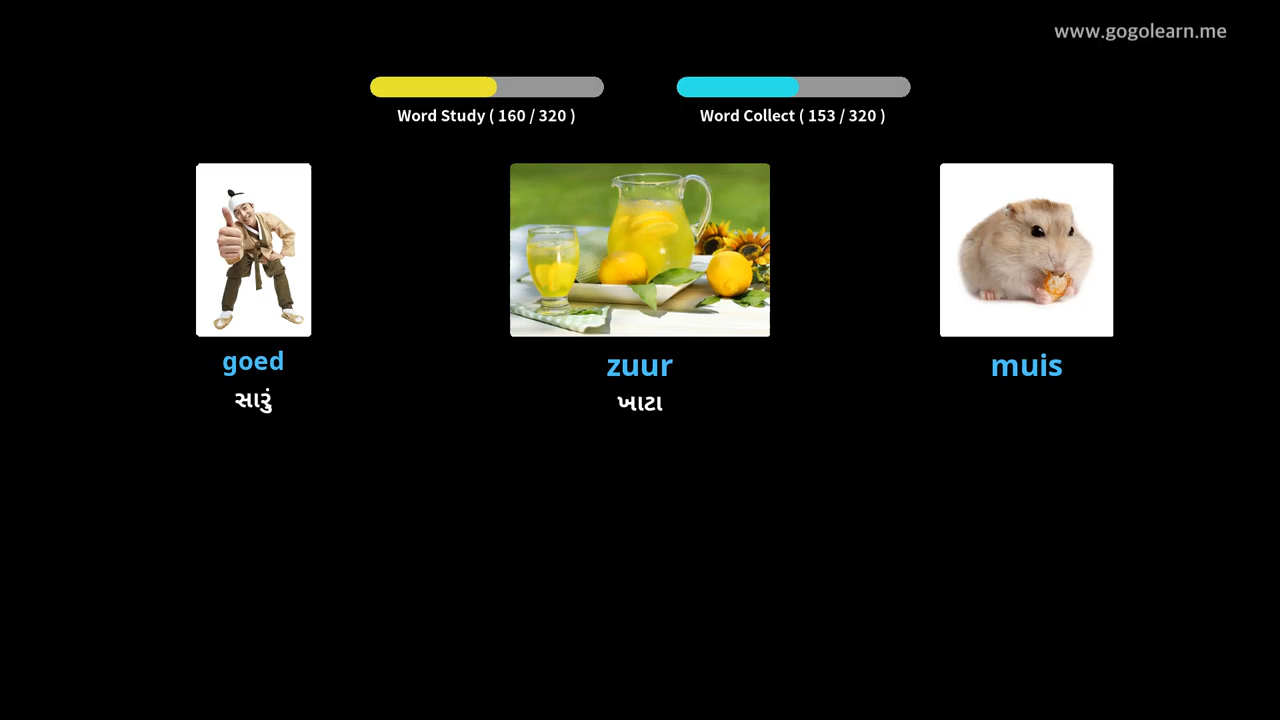 www.gogolearn.me
Word Study ( 160 / 320 )
Word Collect ( 153 / 320 )
goed
zuur
muis
સારું
ખાટા